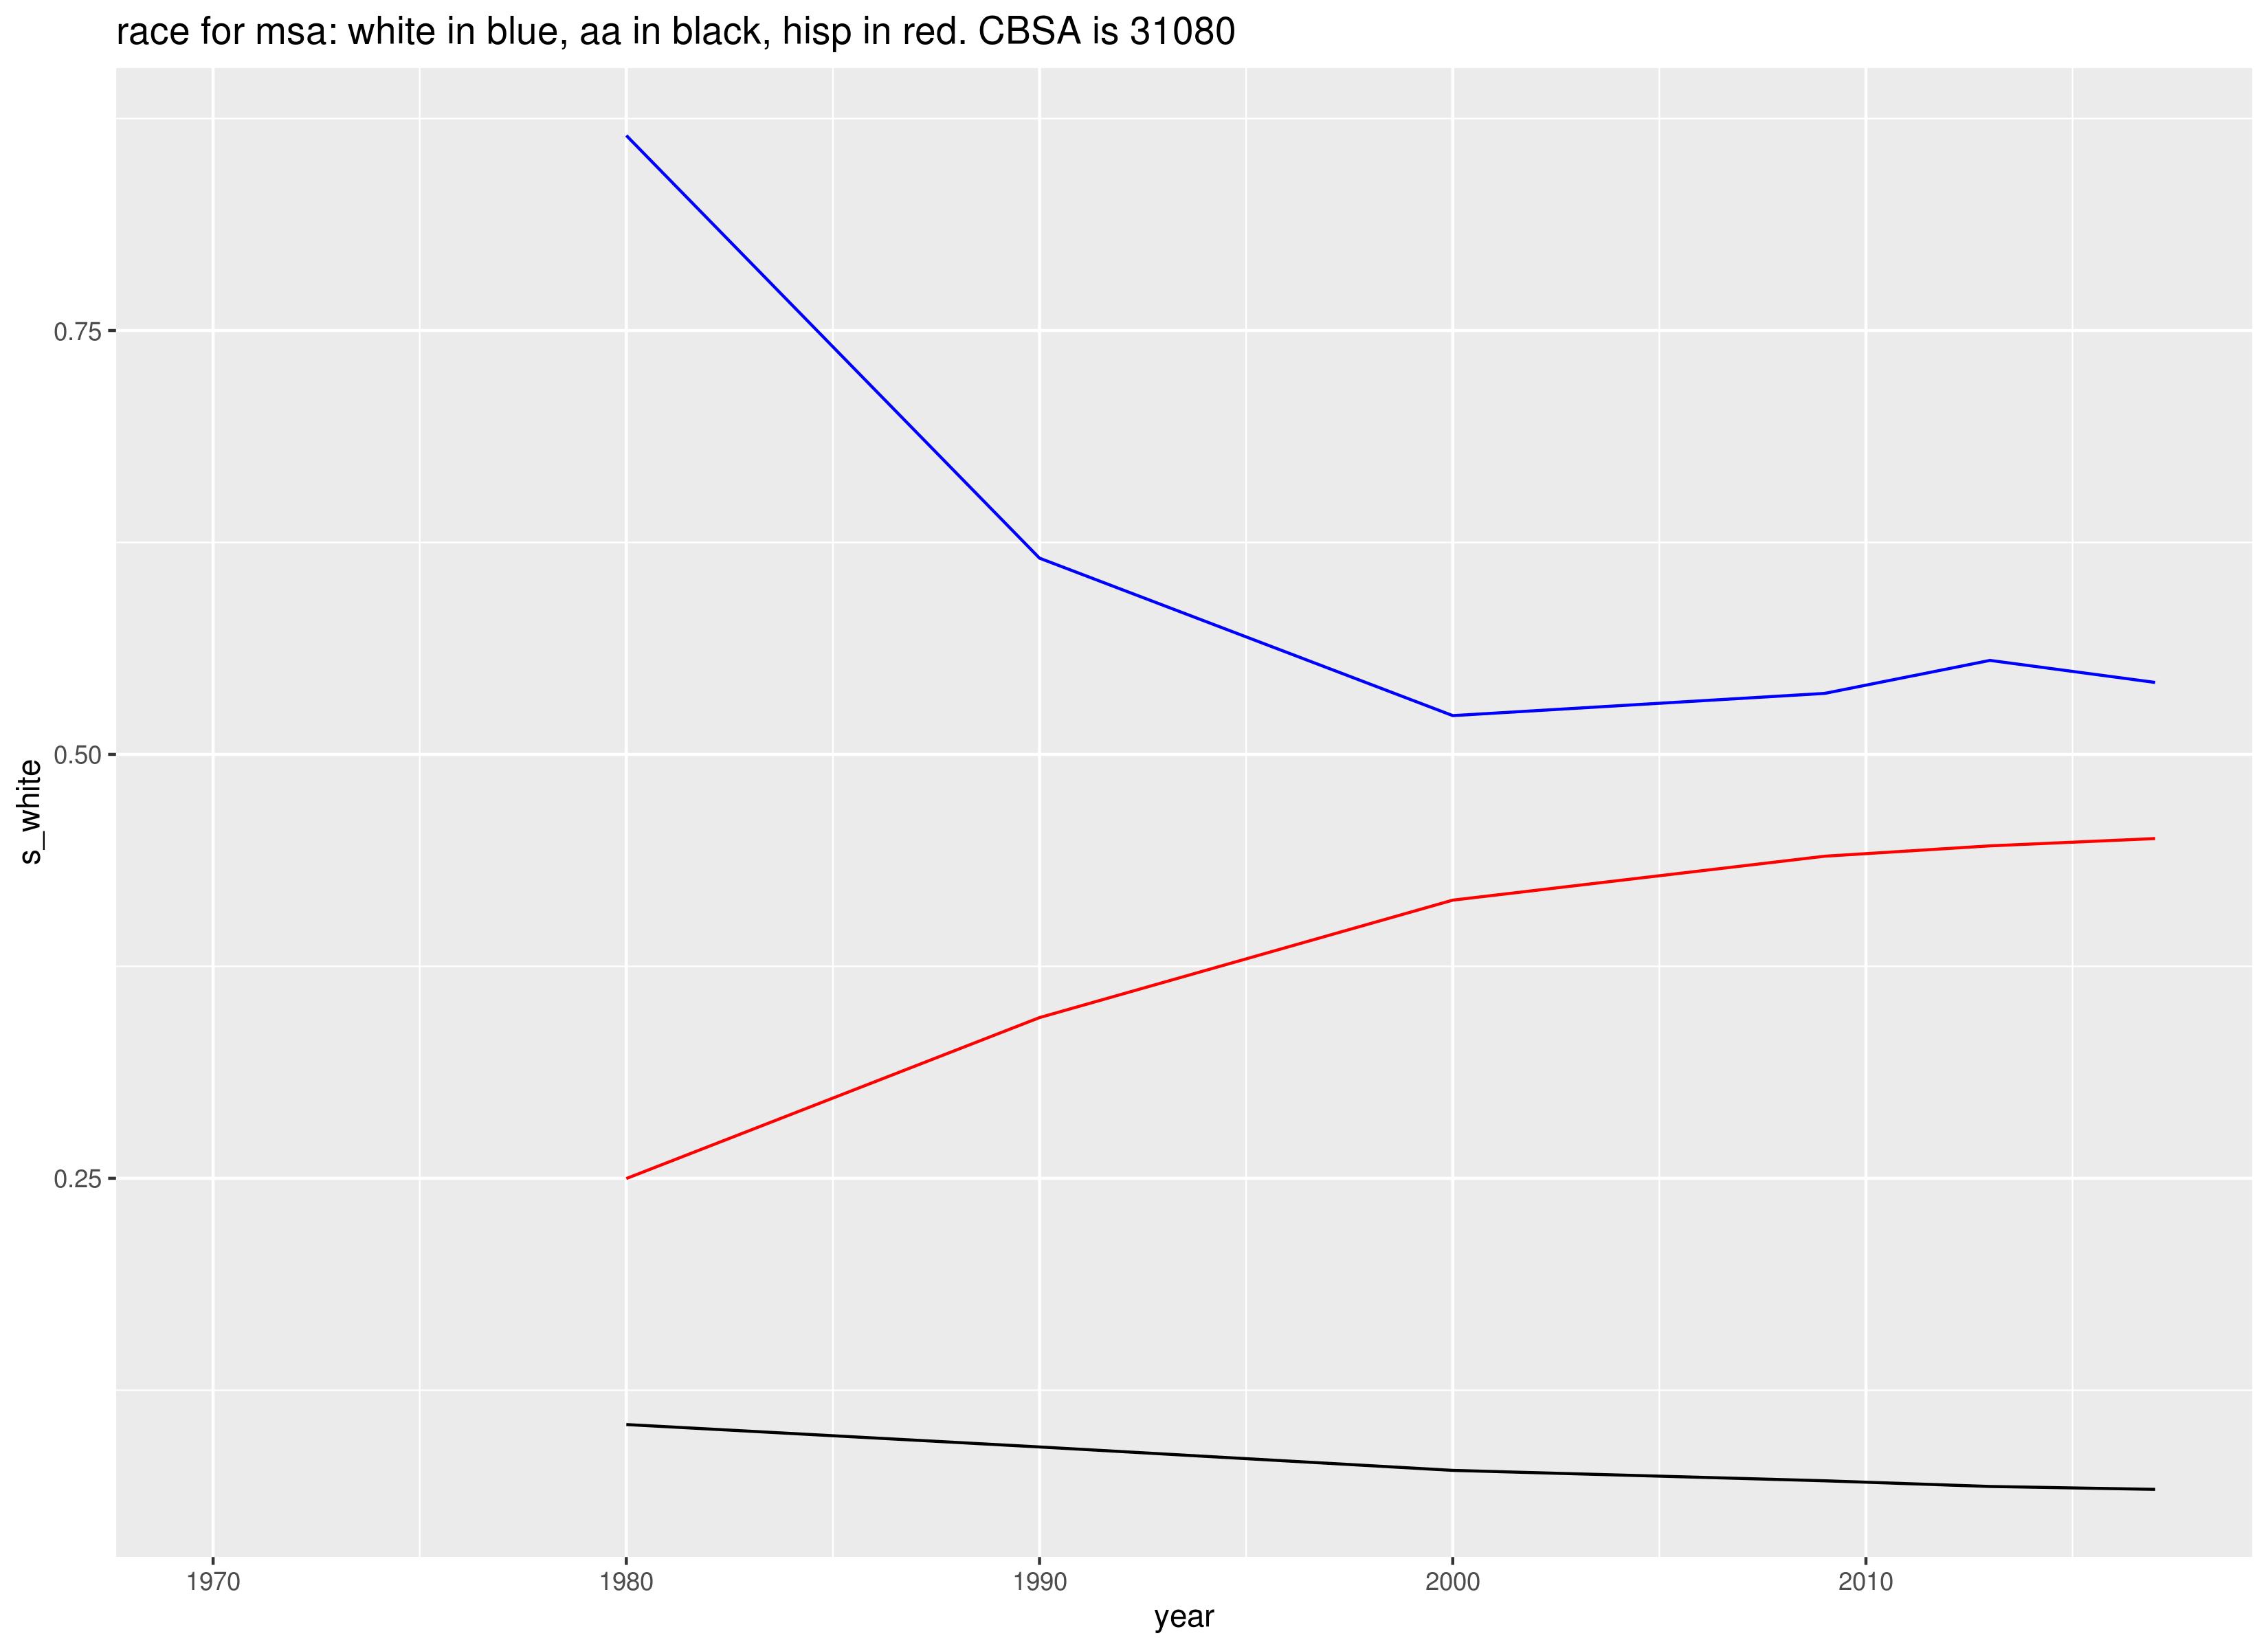 race for msa: white in blue, aa in black, hisp in red. CBSA is 31080
0.75
0.50
0.25
s_white
1970 1980 1990 2000 2010
year